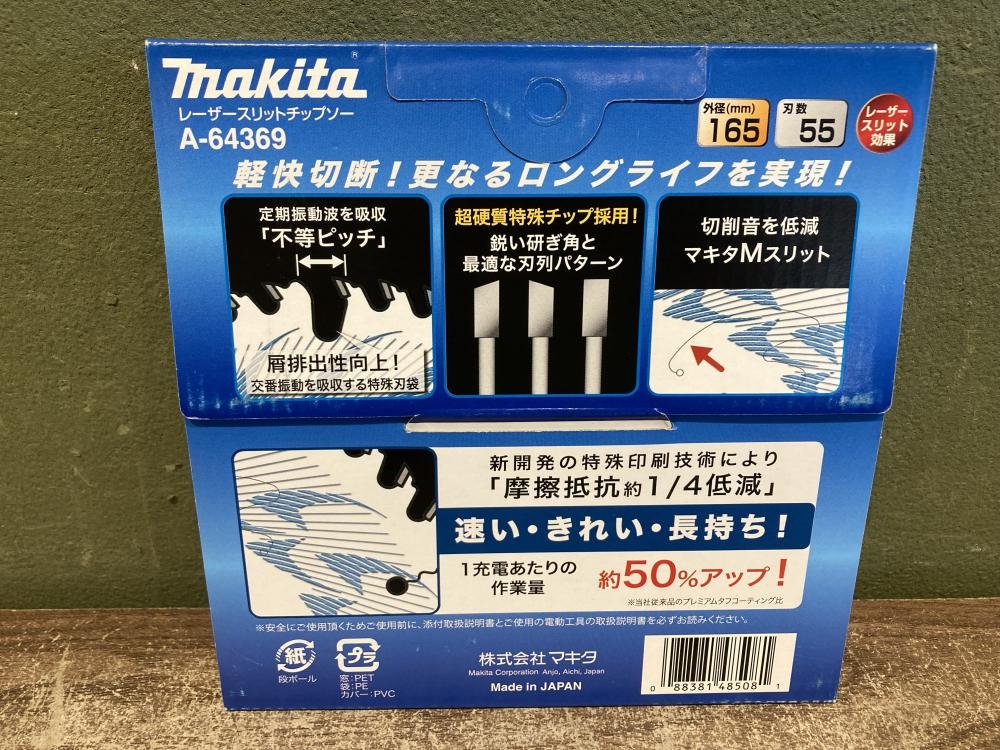 makita®
レーザースリットチップソー
A-64369
外径(mm)
165
刃数
55
レーザー
スリット
効果
軽快切断！更なるロングライフを実現！
定期振動波を吸収
「不等ピッチ」
屑排出性向上！
交番振動を吸収する特殊刃袋
超硬質特殊チップ採用！
鋭い研ぎ角と
最適な刃列パターン
切削音を低減
マキタMスリット
新開発の特殊印刷技術により
「摩擦抵抗約1/4低減」
速い・きれい・長持ち！
1充電あたりの
作業量
約50%アップ！
※当社従来品のプレミアムタフコーティング比
※安全にご使用頂くためご使用前に、添付取扱説明書とご使用の電動工具の取扱説明書を必ずお読みください。
紙
段ボール
プラ
窓：PET
袋：PE
カバー：PVC
株式会社マキタ
Makita Corporation Anjo, Aichi, Japan
Made in JAPAN
0 88381 48508 1